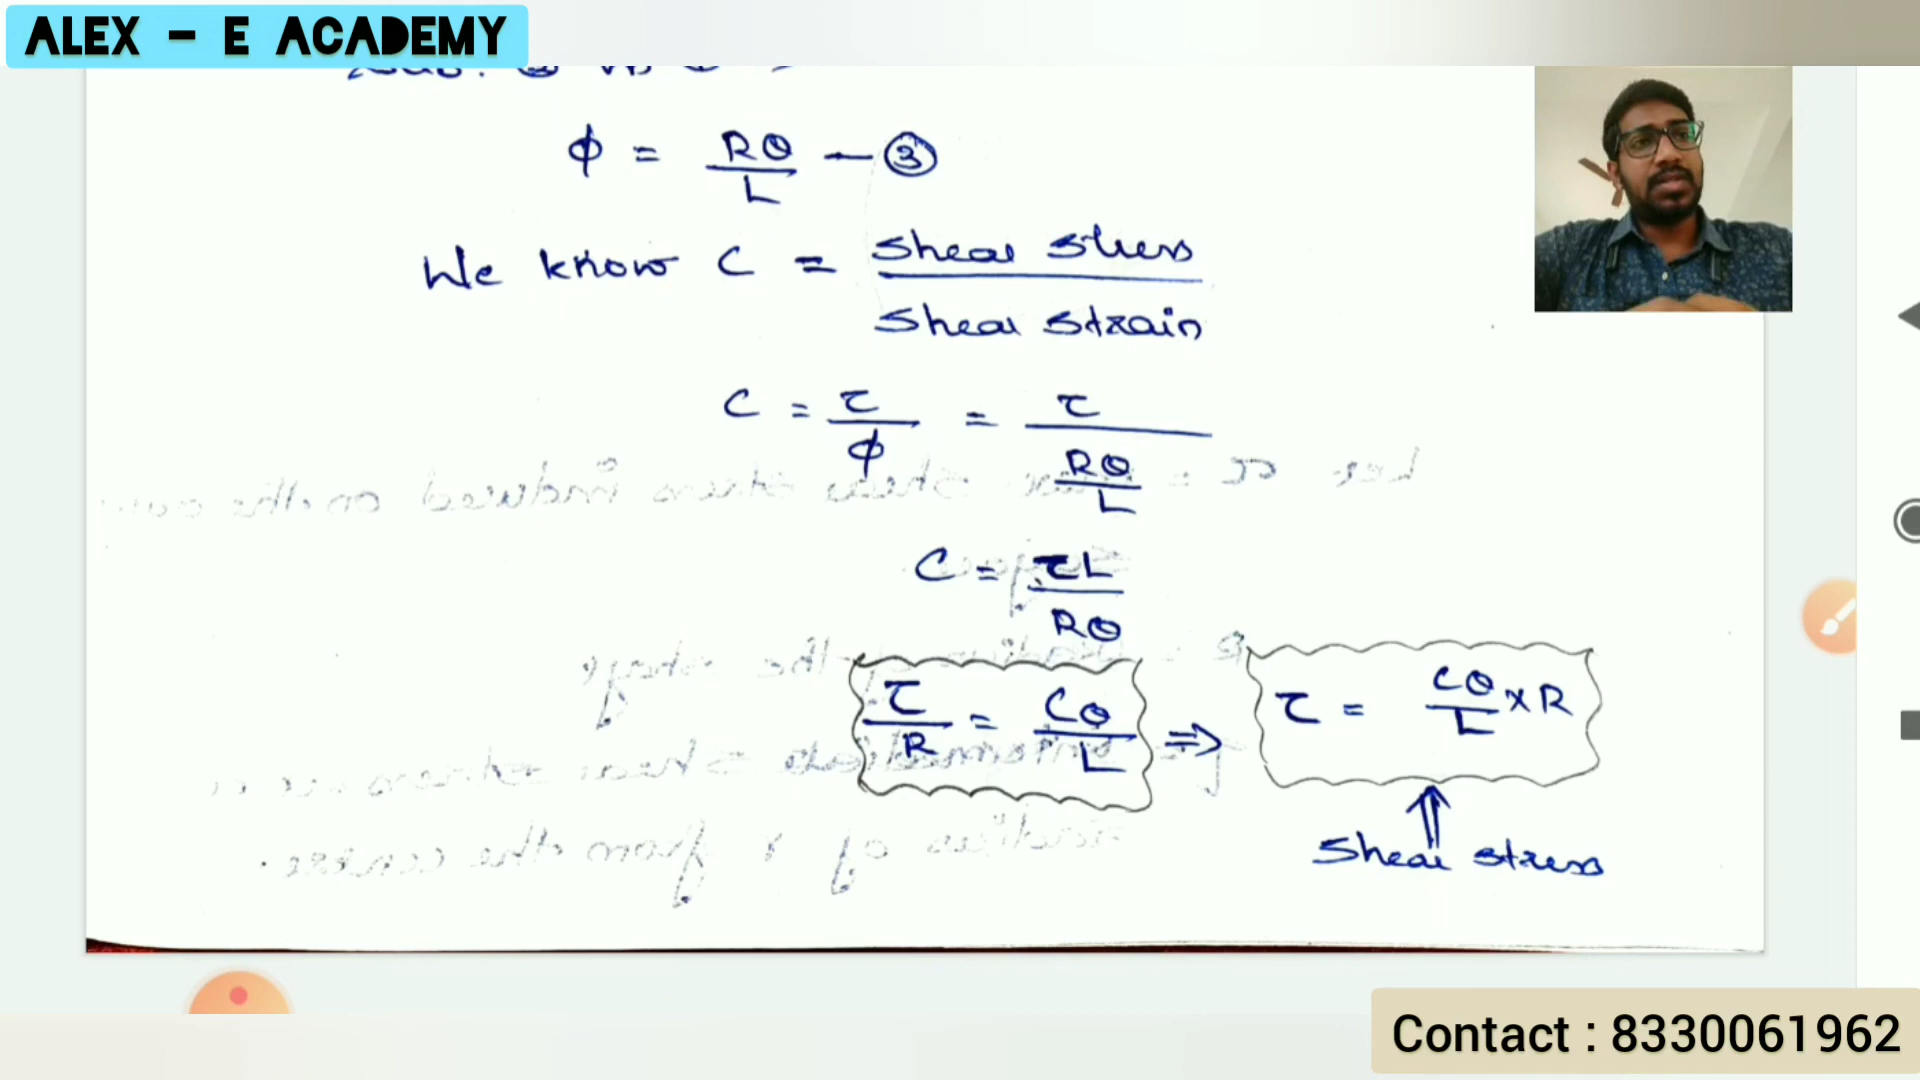 ALEX - E ACADEMY
ϕ = Rθ/L — ③
We know C = Shear Stress / Shear Strain
C = τ/ϕ = τ / (Rθ/L)
C = τL/Rθ
τ/R = Cθ/L ⇒ τ = Cθ/L × R
Shear stress
Contact : 8330061962